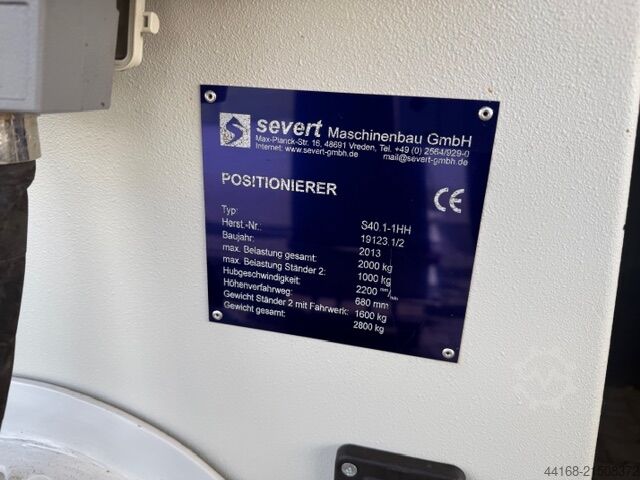 severt Maschinenbau GmbH
Max-Planck-Str. 16, 48691 Vreden, Tel. +49 (0) 2564/929-0
Internet: www.severt-gmbh.de mail@severt-gmbh.de
POSITIONIERER
CE
Typ: S40.1-1HH
Herst.-Nr.: 19123.1/2
Baujahr: 2013
max. Belastung gesamt: 2000 kg
max. Belastung Ständer 2: 1000 kg
Hubgeschwindigkeit: 2200 mm/min
Höhenverfahrweg: 680 mm
Gewicht Ständer 2 mit Fahrwerk: 1600 kg
Gewicht gesamt: 2800 kg